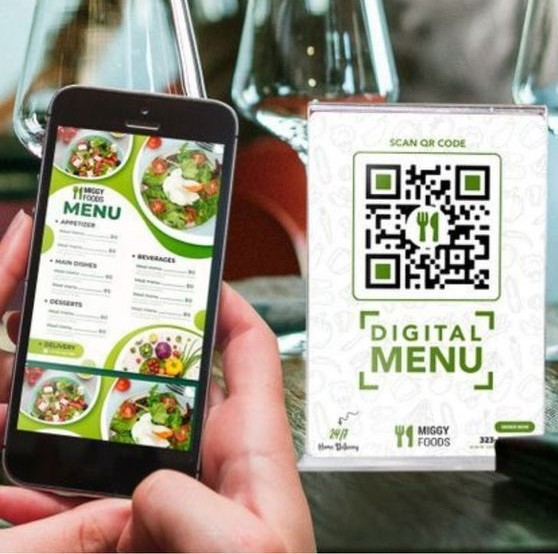 MIGGY
FOODS
MENU
• APPETIZER
• MAIN DISHES
• DESSERTS
• DELIVERY
• BEVERAGES
SCAN QR CODE
DIGITAL
MENU
24/7
Home Delivery
MIGGY
FOODS
ORDER NOW
323